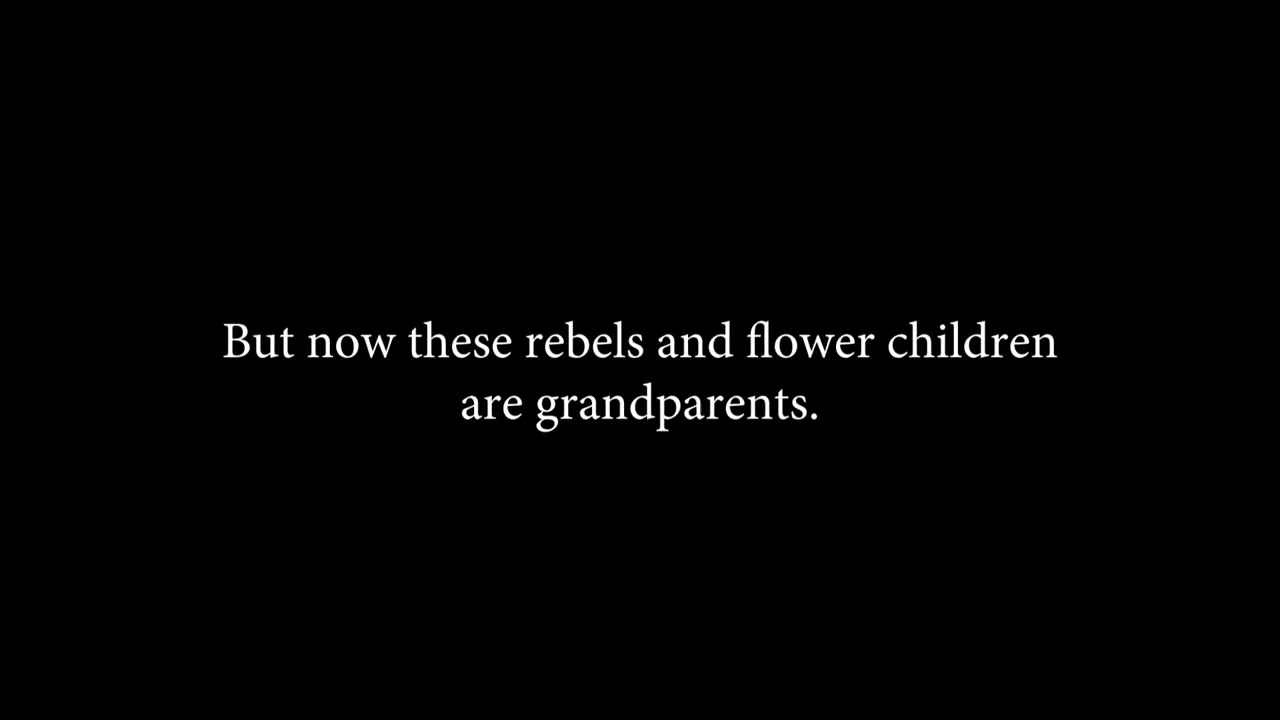 But now these rebels and flower children
are grandparents.